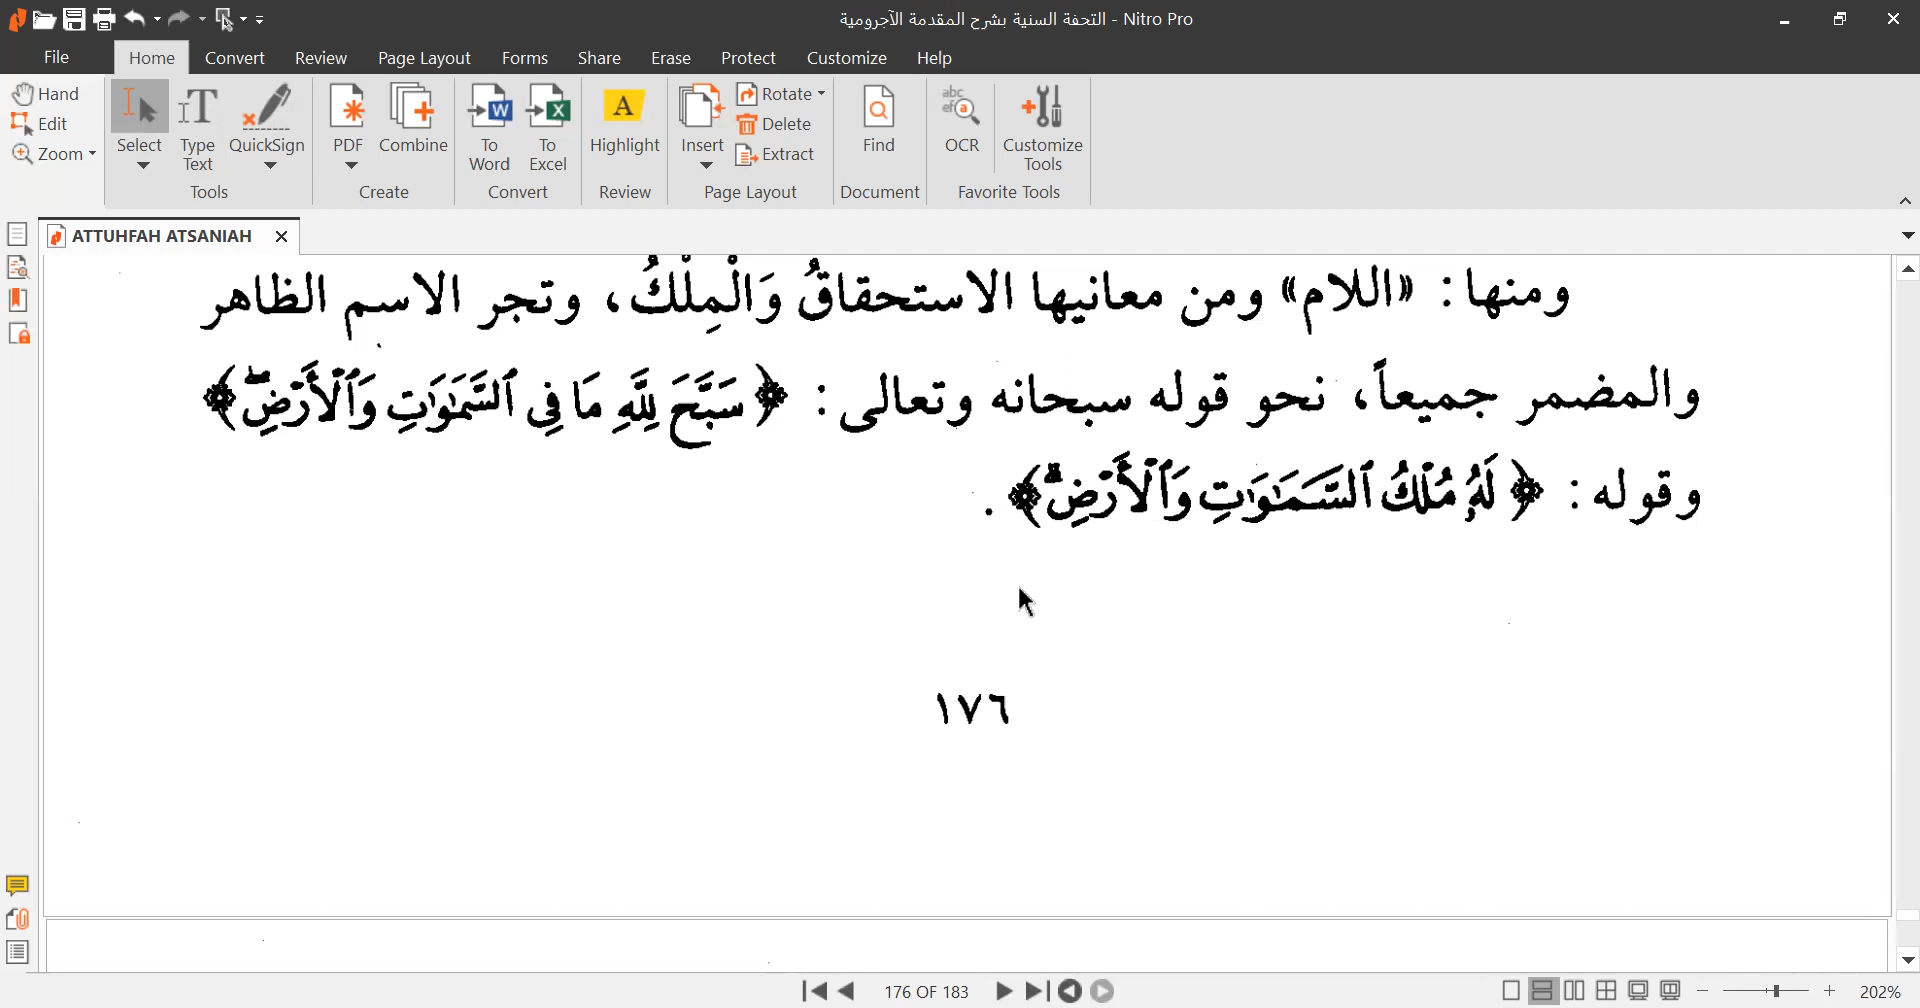 التحفة السنية بشرح المقدمة الآجرومية - Nitro Pro
File Home Convert Review Page Layout Forms Share Erase Protect Customize Help
Hand
Edit
Zoom
Select
Type Text
QuickSign
Tools
PDF
Combine
Create
To Word
To Excel
Convert
Highlight
Review
Insert
Rotate
Delete
Extract
Page Layout
Find
Document
OCR
Customize Tools
Favorite Tools
ATTUHFAH ATSANIAH
ومنها: «اللام» ومن معانيها الاستحقاقُ وَالْمِلْكُ، وتجر الاسم الظاهر
والمضمر جميعاً، نحو قوله سبحانه وتعالى: ﴿سَبَّحَ لِلَّهِ مَا فِى ٱلسَّمَـٰوَٰتِ وَٱلْأَرْضِۖ﴾
وقوله: ﴿لَهُۥ مُلْكُ ٱلسَّمَـٰوَٰتِ وَٱلْأَرْضِۗ﴾.
١٧٦
176 OF 183
202%